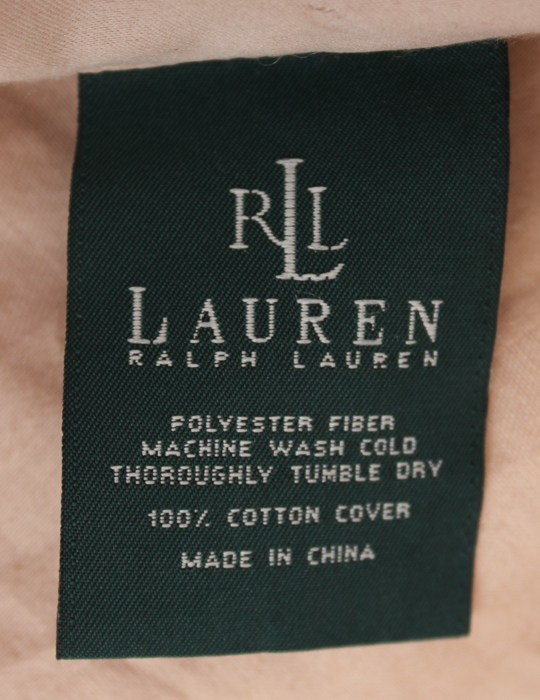 RLL
LAUREN
RALPH LAUREN
POLYESTER FIBER
MACHINE WASH COLD
THOROUGHLY TUMBLE DRY
100% COTTON COVER
MADE IN CHINA